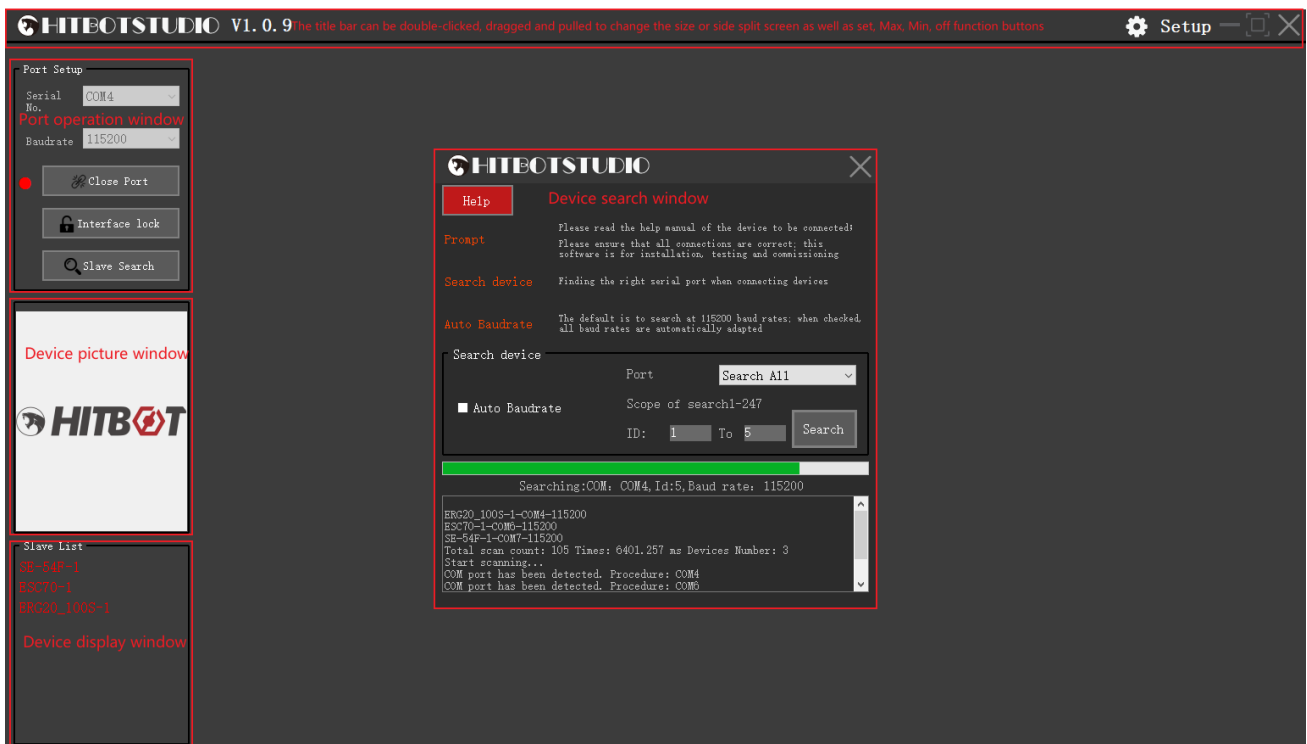 HITBOTSTUDIO V1.0.9 The title bar can be double-clicked, dragged and pulled to change the size or side split screen as well as set, Max, Min, off function buttons Setup
Port Setup
Serial No. COM4
Port operation window
Baudrate 115200
Close Port
Interface lock
Slave Search
Device picture window
HITBOT
Slave List
SE-54F-1
ESC70-1
ERG20_100S-1
Device display window
HITBOTSTUDIO
Help Device search window
Prompt
Please read the help manual of the device to be connected;
Please ensure that all connections are correct; this
software is for installation, testing and commissioning
Search device Finding the right serial port when connecting devices
Auto Baudrate
The default is to search at 115200 baud rates; when checked,
all baud rates are automatically adapted
Search device
Port Search All
Auto Baudrate
Scope of search1-247
ID: 1 To 5 Search
Searching:COM: COM4,Id:5,Baud rate: 115200
ERG20_100S-1-COM4-115200
ESC70-1-COM6-115200
SE-54F-1-COM7-115200
Total scan count: 105 Times: 6401.257 ms Devices Number: 3
Start scanning...
COM port has been detected. Procedure: COM4
COM port has been detected. Procedure: COM6